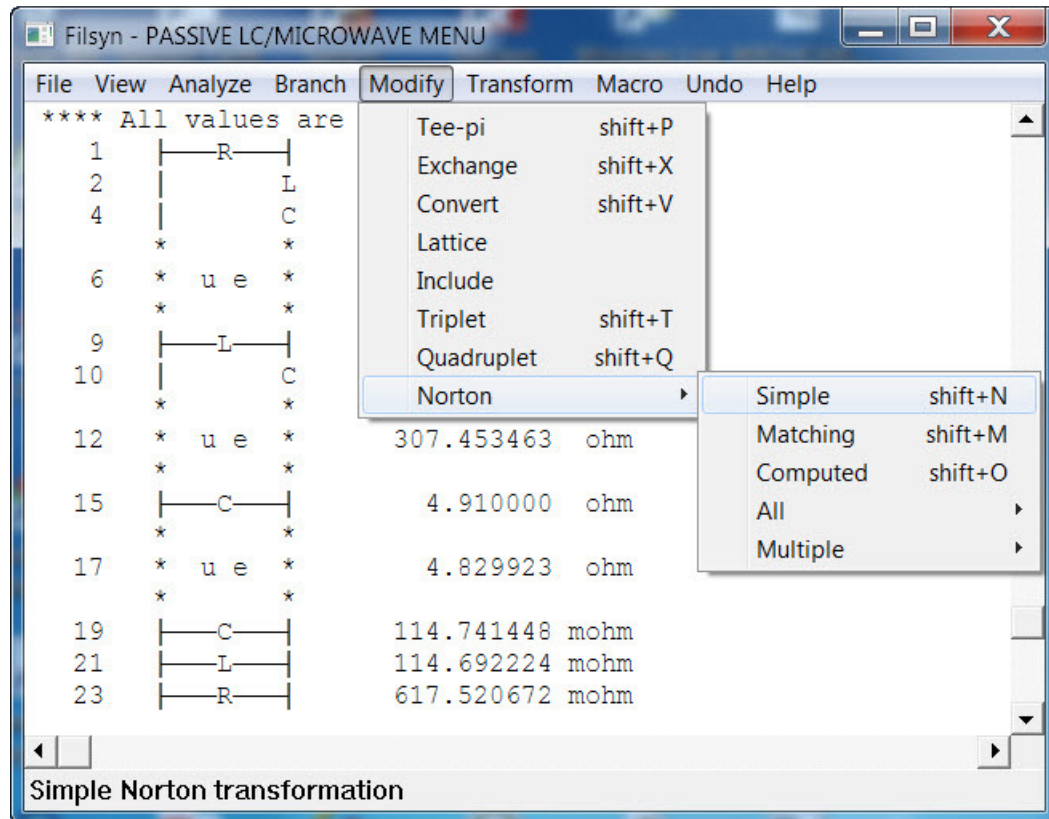 Filsyn - PASSIVE LC/MICROWAVE MENU
File View Analyze Branch Modify Transform Macro Undo Help
**** All values are
Tee-pi shift+P
Exchange shift+X
Convert shift+V
Lattice
Include
Triplet shift+T
Quadruplet shift+Q
Norton
Simple shift+N
Matching shift+M
Computed shift+O
All
Multiple
1 R
2 L
4 C
* *
6 * u e *
* *
9 L
10 C
* *
12 * u e * 307.453463 ohm
* *
15 C 4.910000 ohm
* *
17 * u e * 4.829923 ohm
* *
19 C 114.741448 mohm
21 L 114.692224 mohm
23 R 617.520672 mohm
Simple Norton transformation